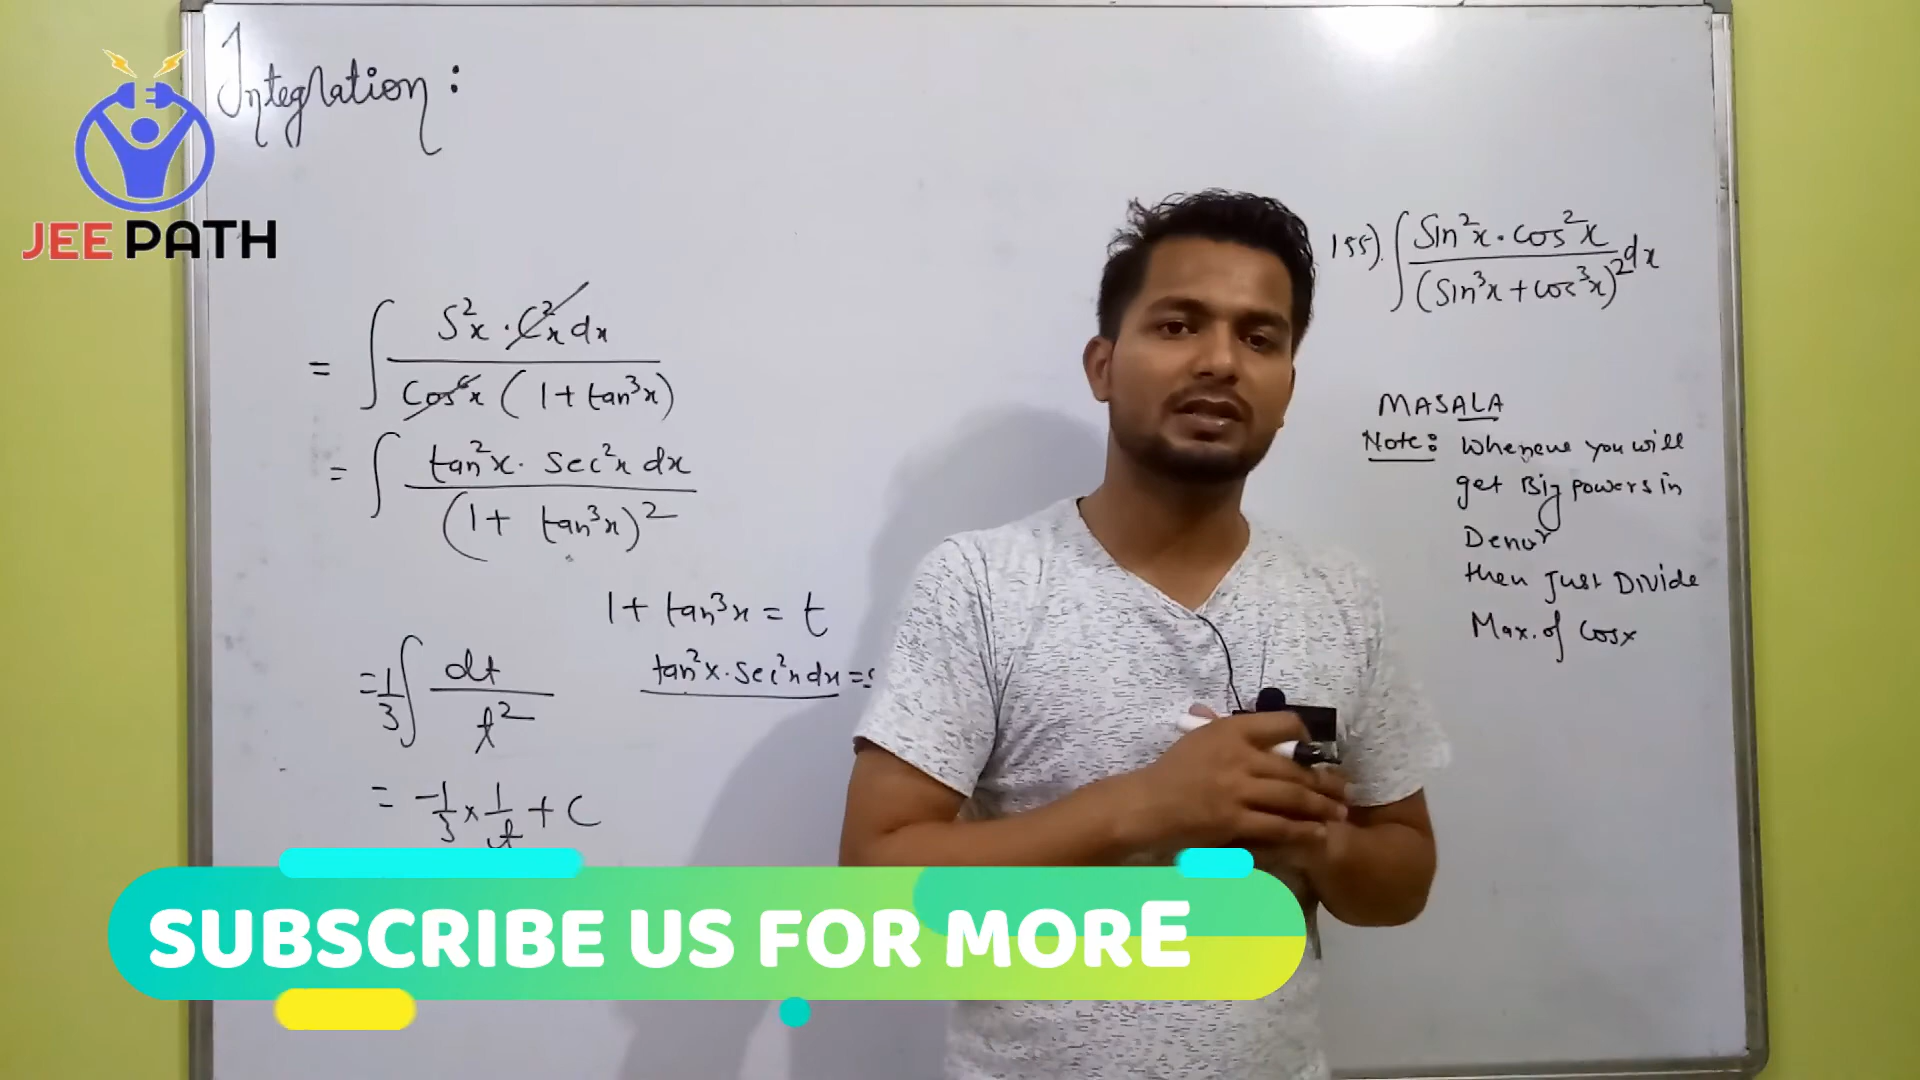 Integration :
JEE PATH
= ∫ S²x · C²x dx / Cos⁶x (1 + tan³x)
= ∫ tan²x · Sec²x dx / (1 + tan³x)²
1 + tan³x = t
= 1/3 ∫ dt / t²
tan²x · Sec²x dx =
= -1/3 × 1/t + C
155). ∫ Sin²x · Cos²x / (Sin³x + Cos³x)² dx
MASALA
Note: Wheneve you will
get Big powers in
Denor
then Just Divide
Max. of Cosx
SUBSCRIBE US FOR MORE